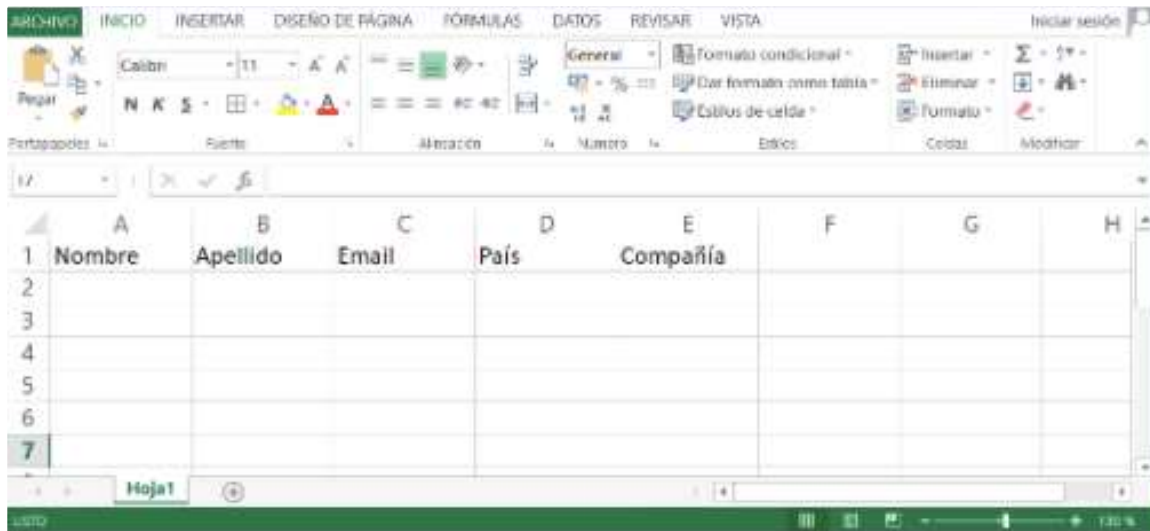 ARCHIVO INICIO INSERTAR DISEÑO DE PÁGINA FÓRMULAS DATOS REVISAR VISTA Iniciar sesión
Calibri 11 General Formato condicional Insertar
Pegar Dar formato como tabla Eliminar
N K S Estilos de celda Formato
Portapapeles Fuente Alineación Número Estilos Celdas Modificar
fx
A B C D E F G H
1 Nombre Apellido Email País Compañía
2
3
4
5
6
7
Hoja1
LISTO